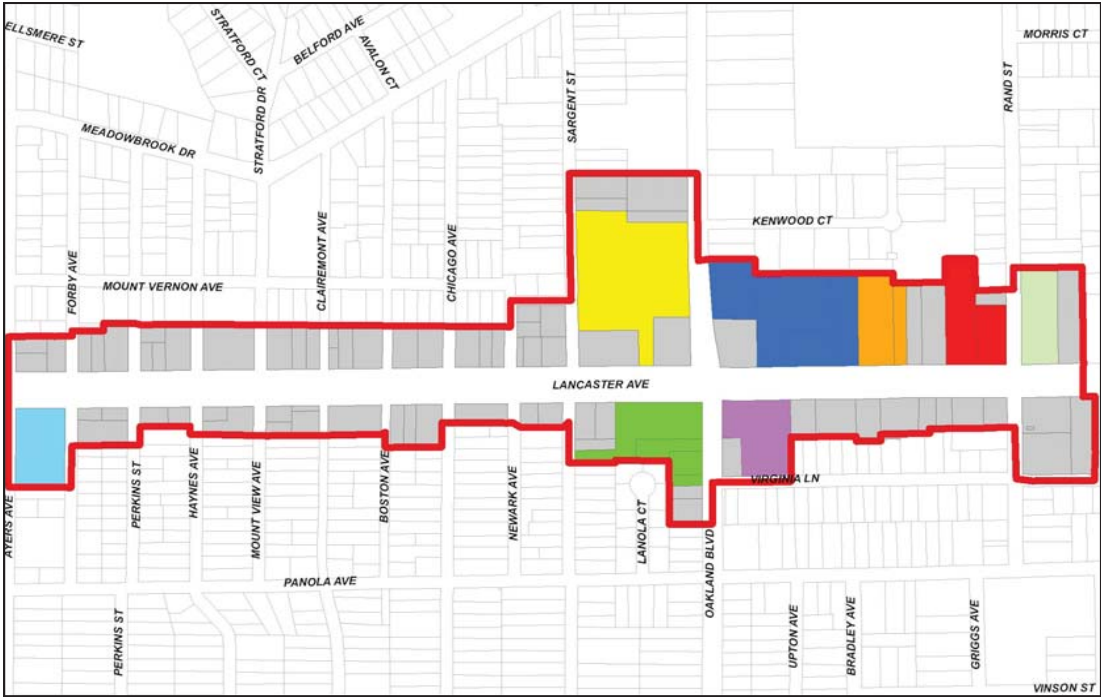 ELLSMERE ST
STRATFORD CT
BELFORD AVE
AVALON CT
MORRIS CT
SARGENT ST
RAND ST
STRATFORD DR
MEADOWBROOK DR
KENWOOD CT
CLAIREMONT AVE
CHICAGO AVE
FORBY AVE
MOUNT VERNON AVE
LANCASTER AVE
VIRGINIA LN
AYERS AVE
PERKINS ST
HAYNES AVE
MOUNT VIEW AVE
BOSTON AVE
NEWARK AVE
LANOLA CT
OAKLAND BLVD
PANOLA AVE
PERKINS ST
UPTON AVE
BRADLEY AVE
GRIGGS AVE
VINSON ST